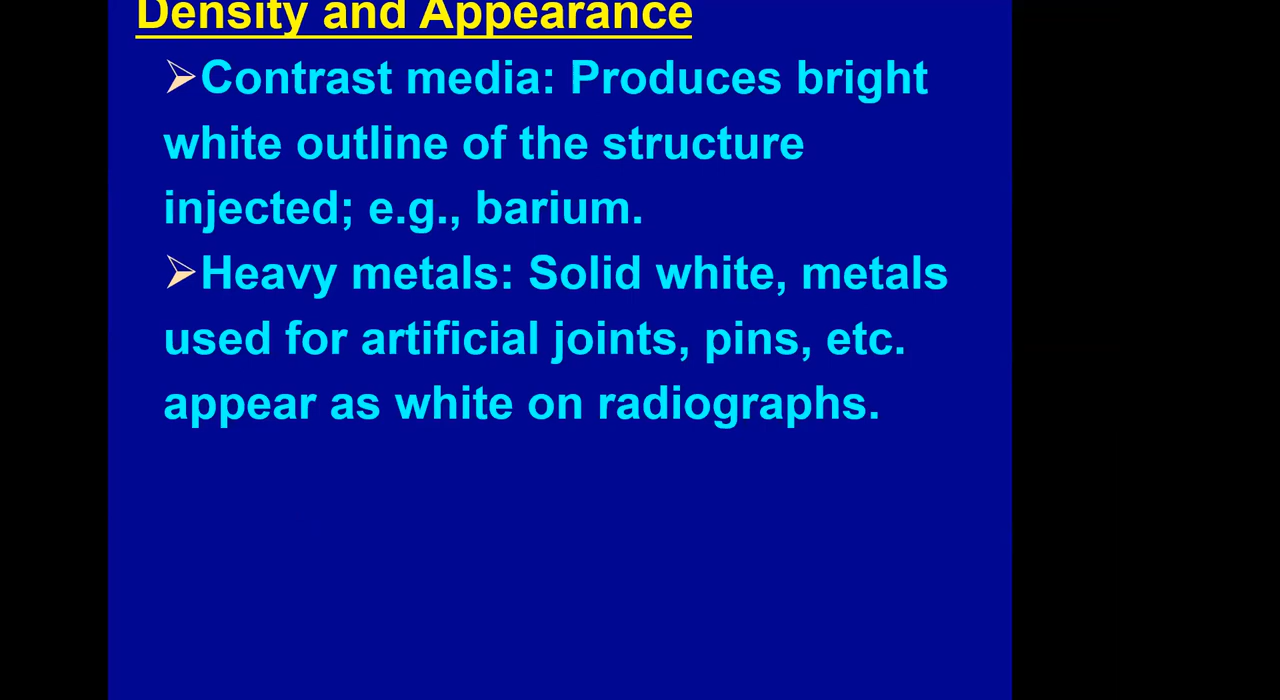 Density and Appearance
➢Contrast media: Produces bright
white outline of the structure
injected; e.g., barium.
➢Heavy metals: Solid white, metals
used for artificial joints, pins, etc.
appear as white on radiographs.